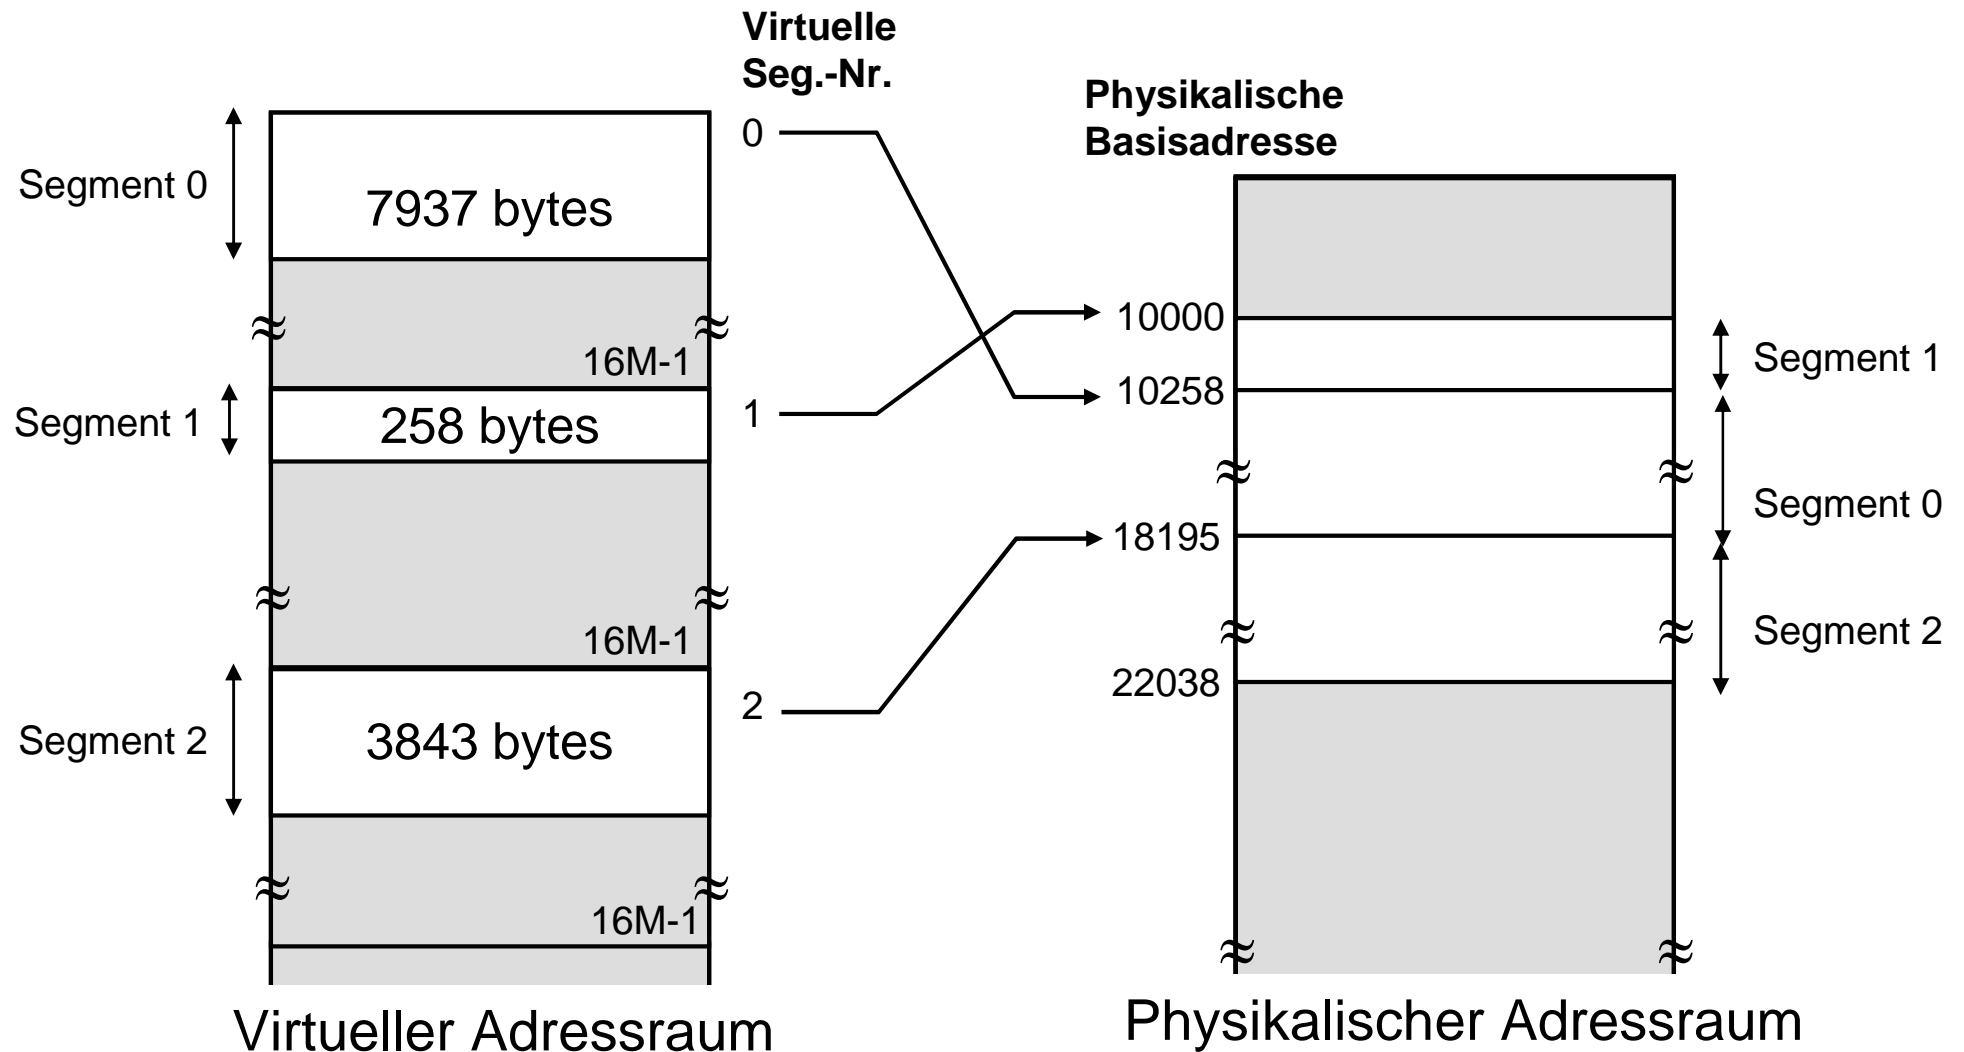 Virtuelle
Seg.-Nr.
Physikalische
Basisadresse
0
Segment 0
7937 bytes
16M-1
10000
Segment 1
10258
1
Segment 1
258 bytes
Segment 0
18195
16M-1
Segment 2
22038
2
Segment 2
3843 bytes
16M-1
Virtueller Adressraum
Physikalischer Adressraum